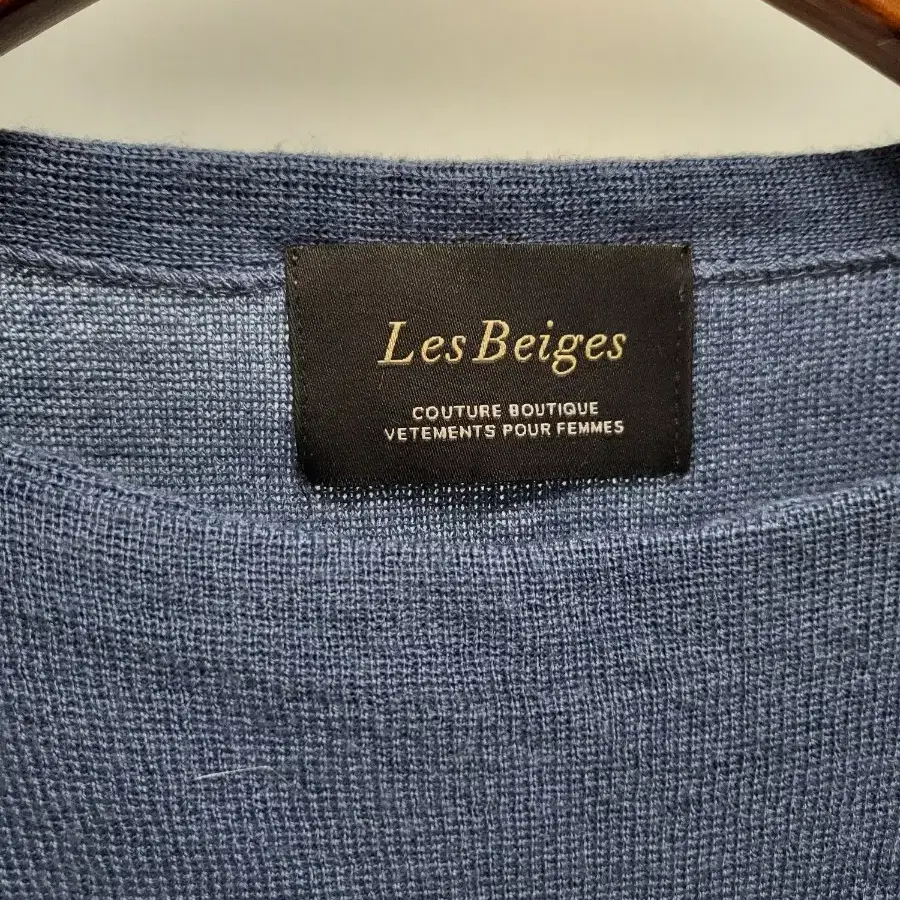 Les Beiges
COUTURE BOUTIQUE
VETEMENTS POUR FEMMES